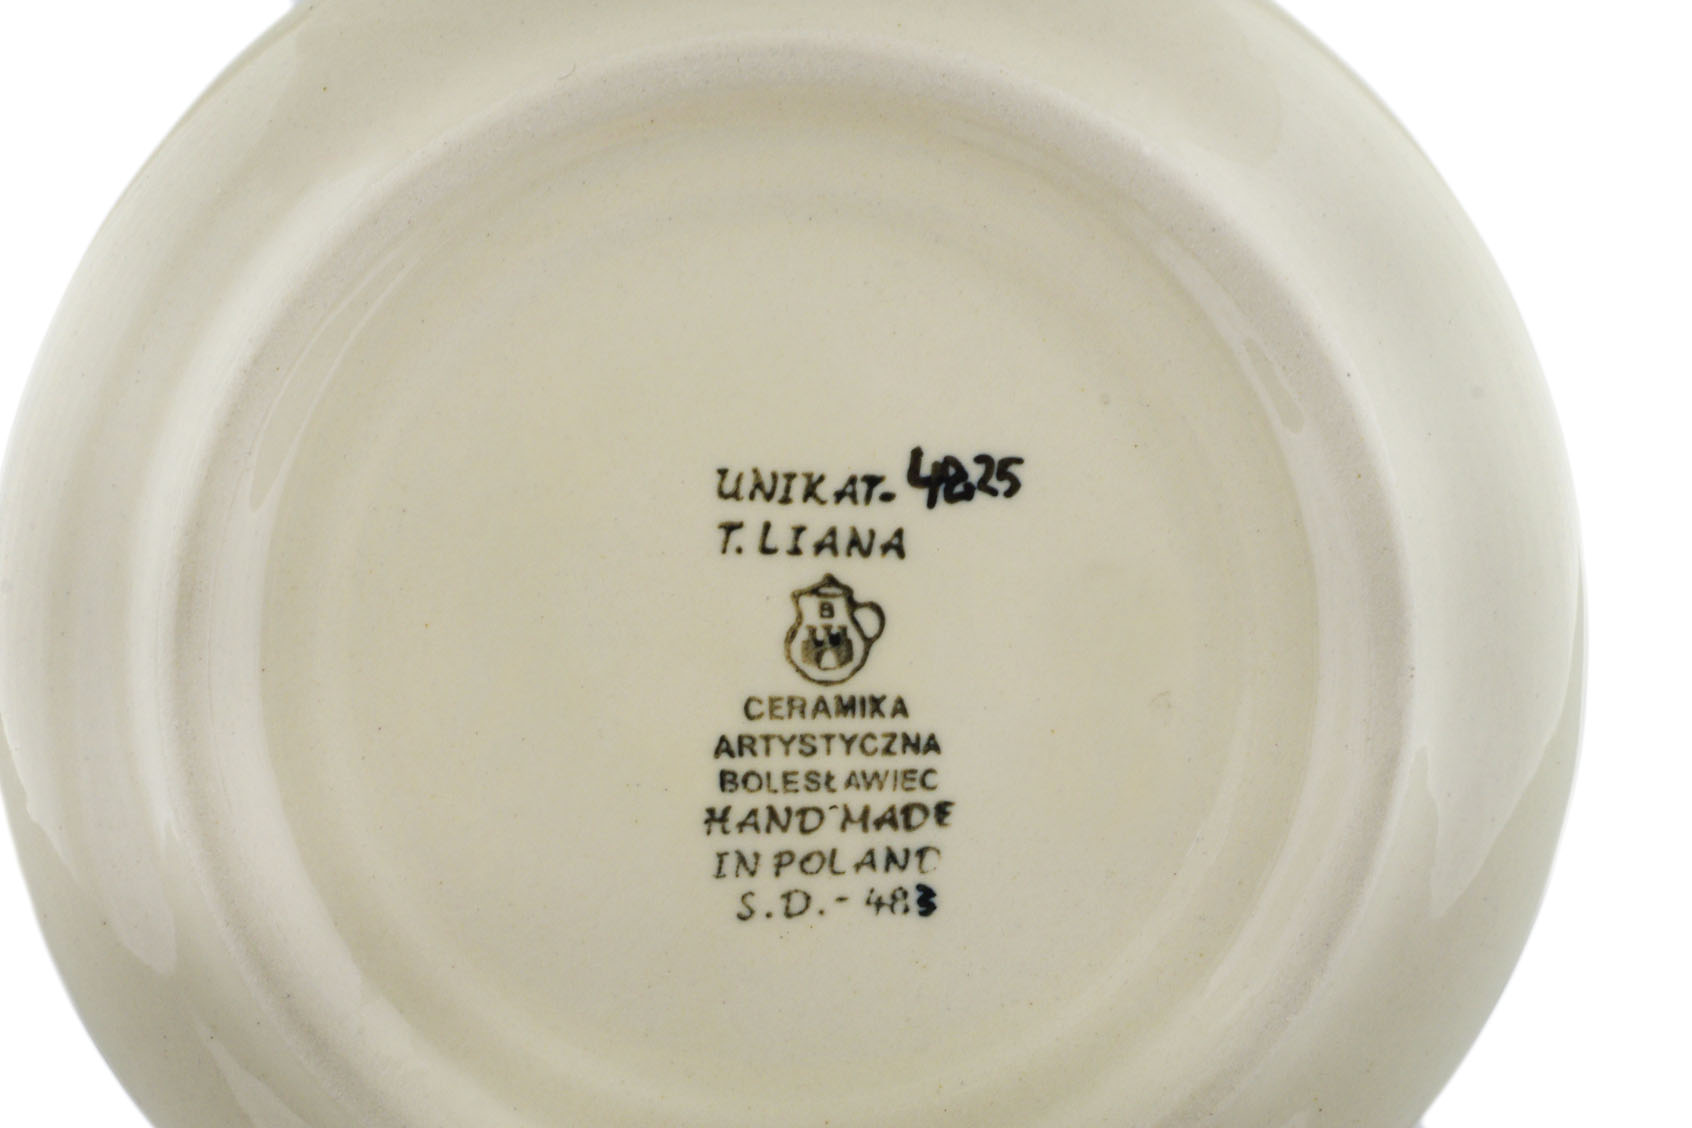 UNIKAT- 4825
T. LIANA
B
CERAMIKA
ARTYSTYCZNA
BOLESŁAWIEC
HAND-MADE
IN POLAND
S.D.- 483